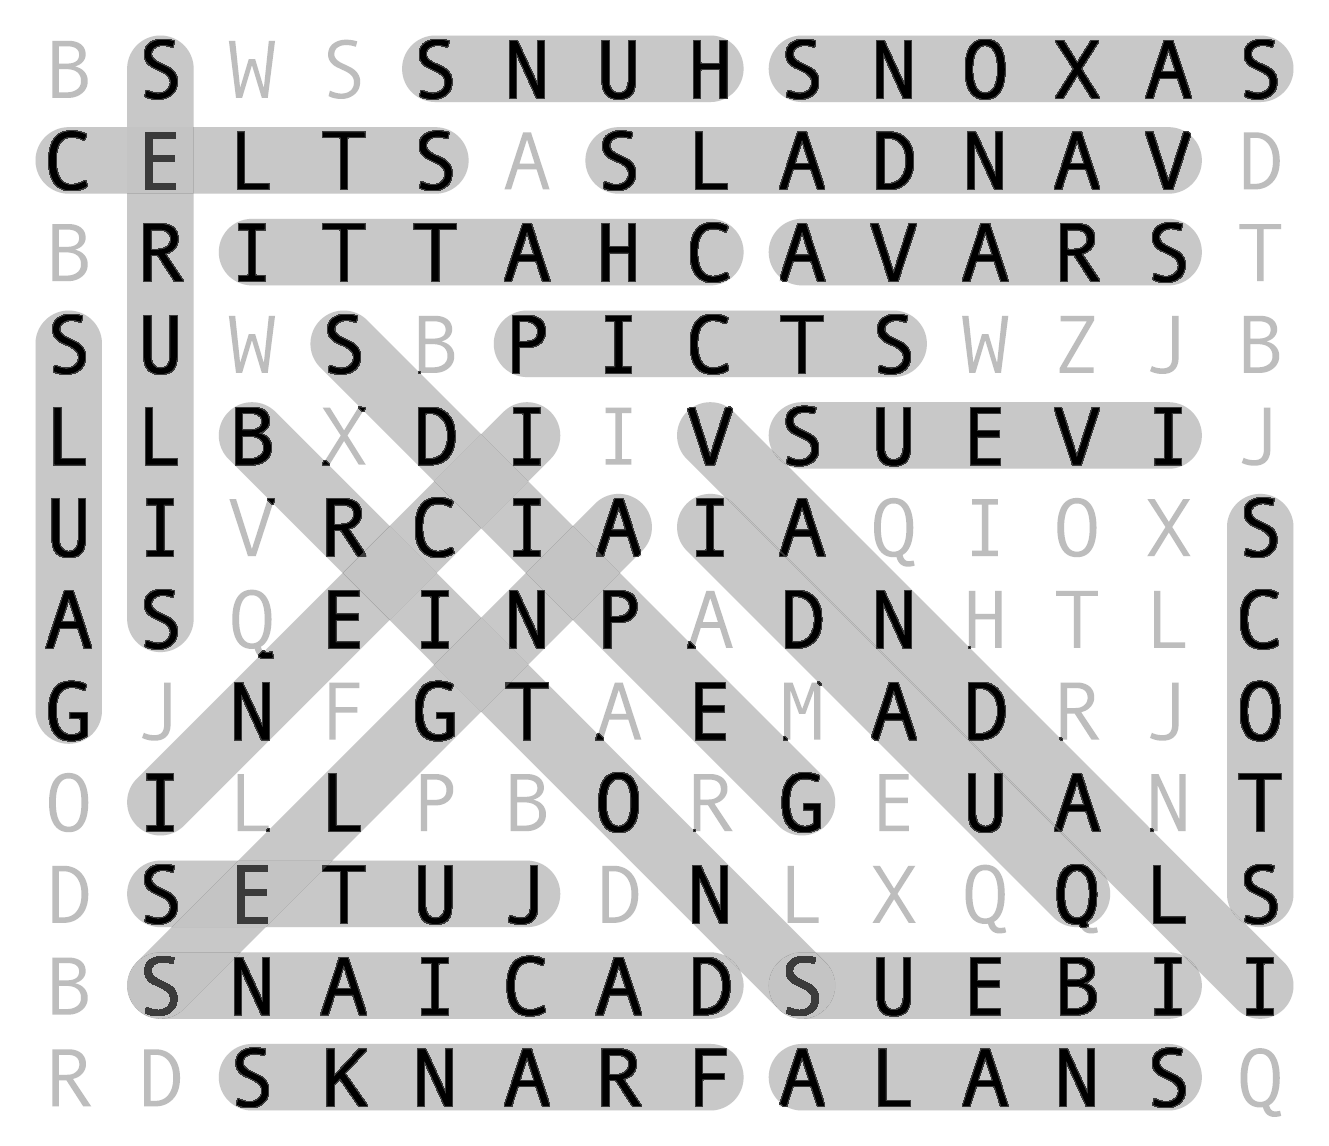 B S W S S N U H S N O X A S
C E L T S A S L A D N A V D
B R I T T A H C A V A R S T
S U W S B P I C T S W Z J B
L L B X D I I V S U E V I J
U I V R C I A I A Q I O X S
A S Q E I N P A D N H T L C
G J N F G T A E M A D R J O
O I L L P B O R G E U A N T
D S E T U J D N L X Q Q L S
B S N A I C A D S U E B I I
R D S K N A R F A L A N S Q